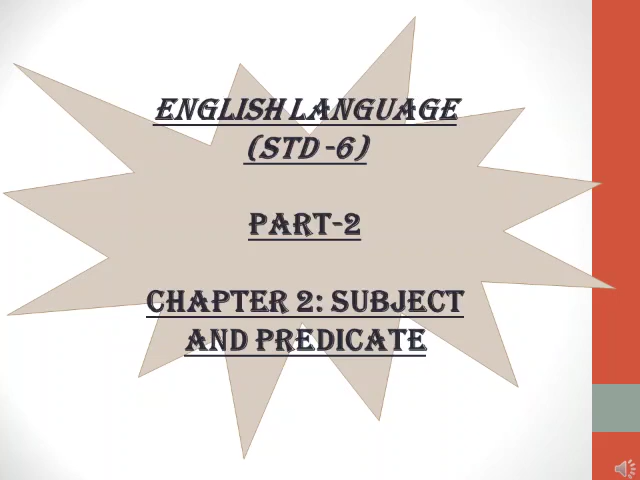 ENGLISH LANGUAGE
(STD -6)
PART-2
CHAPTER 2: SUBJECT
AND PREDICATE